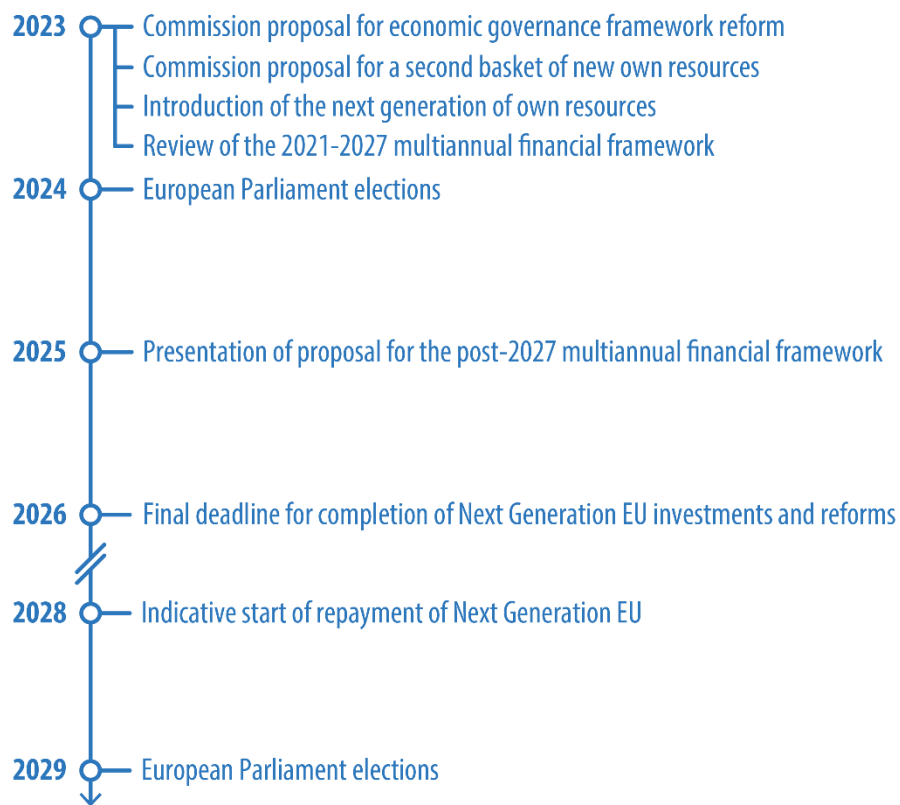 2023 Commission proposal for economic governance framework reform
Commission proposal for a second basket of new own resources
Introduction of the next generation of own resources
Review of the 2021-2027 multiannual financial framework
2024 European Parliament elections
2025 Presentation of proposal for the post-2027 multiannual financial framework
2026 Final deadline for completion of Next Generation EU investments and reforms
2028 Indicative start of repayment of Next Generation EU
2029 European Parliament elections